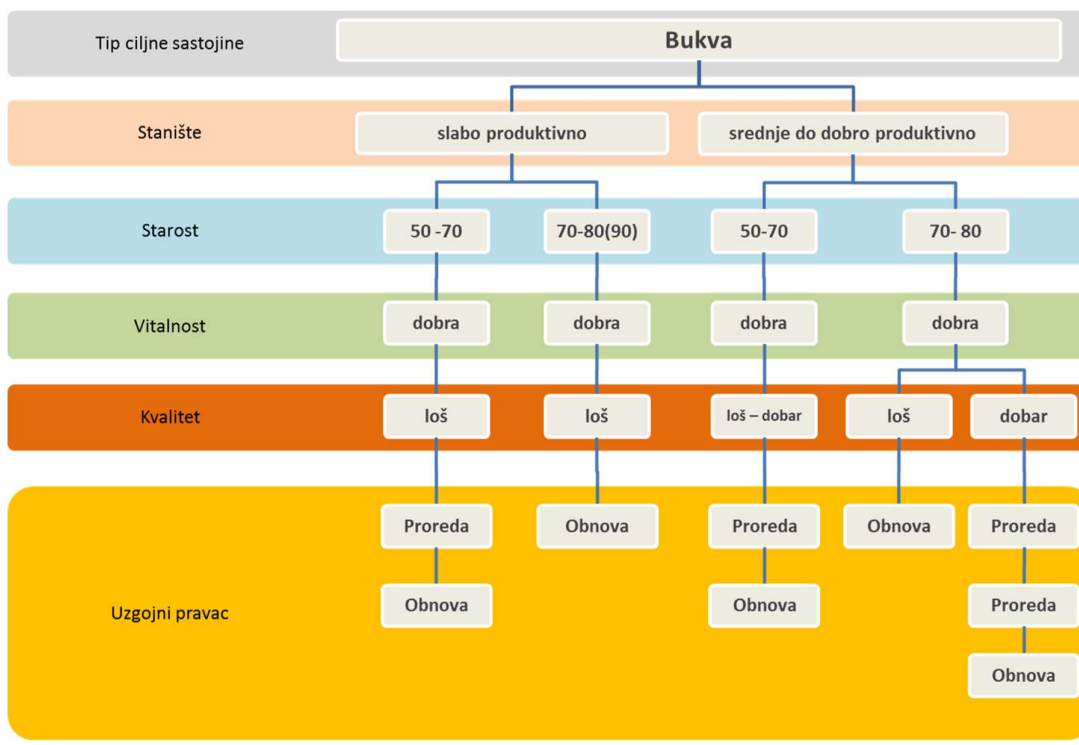 Tip ciljne sastojine
Bukva
Stanište
slabo produktivno
srednje do dobro produktivno
Starost
50 -70
70-80(90)
50-70
70- 80
Vitalnost
dobra
dobra
dobra
dobra
Kvalitet
loš
loš
loš – dobar
loš
dobar
Uzgojni pravac
Proreda
Obnova
Proreda
Obnova
Proreda
Obnova
Obnova
Proreda
Obnova